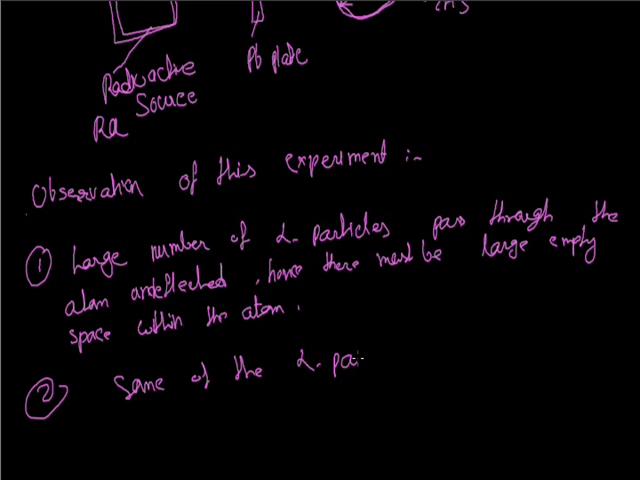 ZnS
Pb plate
Radioactive
Source
Ra
Observation of this experiment :-
① Large number of α- particles pass through the
atom undeflected, hence there must be large empty
space within the atom.
② Some of the α- pa